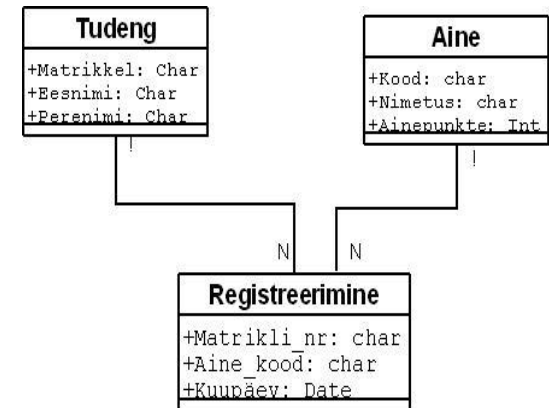 Tudeng
+Matrikkel: Char
+Eesnimi: Char
+Perenimi: Char
!
Aine
+Kood: char
+Nimetus: char
+Ainepunkte: Int
!
N
N
Registreerimine
+Matrikli_nr: char
+Aine_kood: char
+Kuupäev: Date